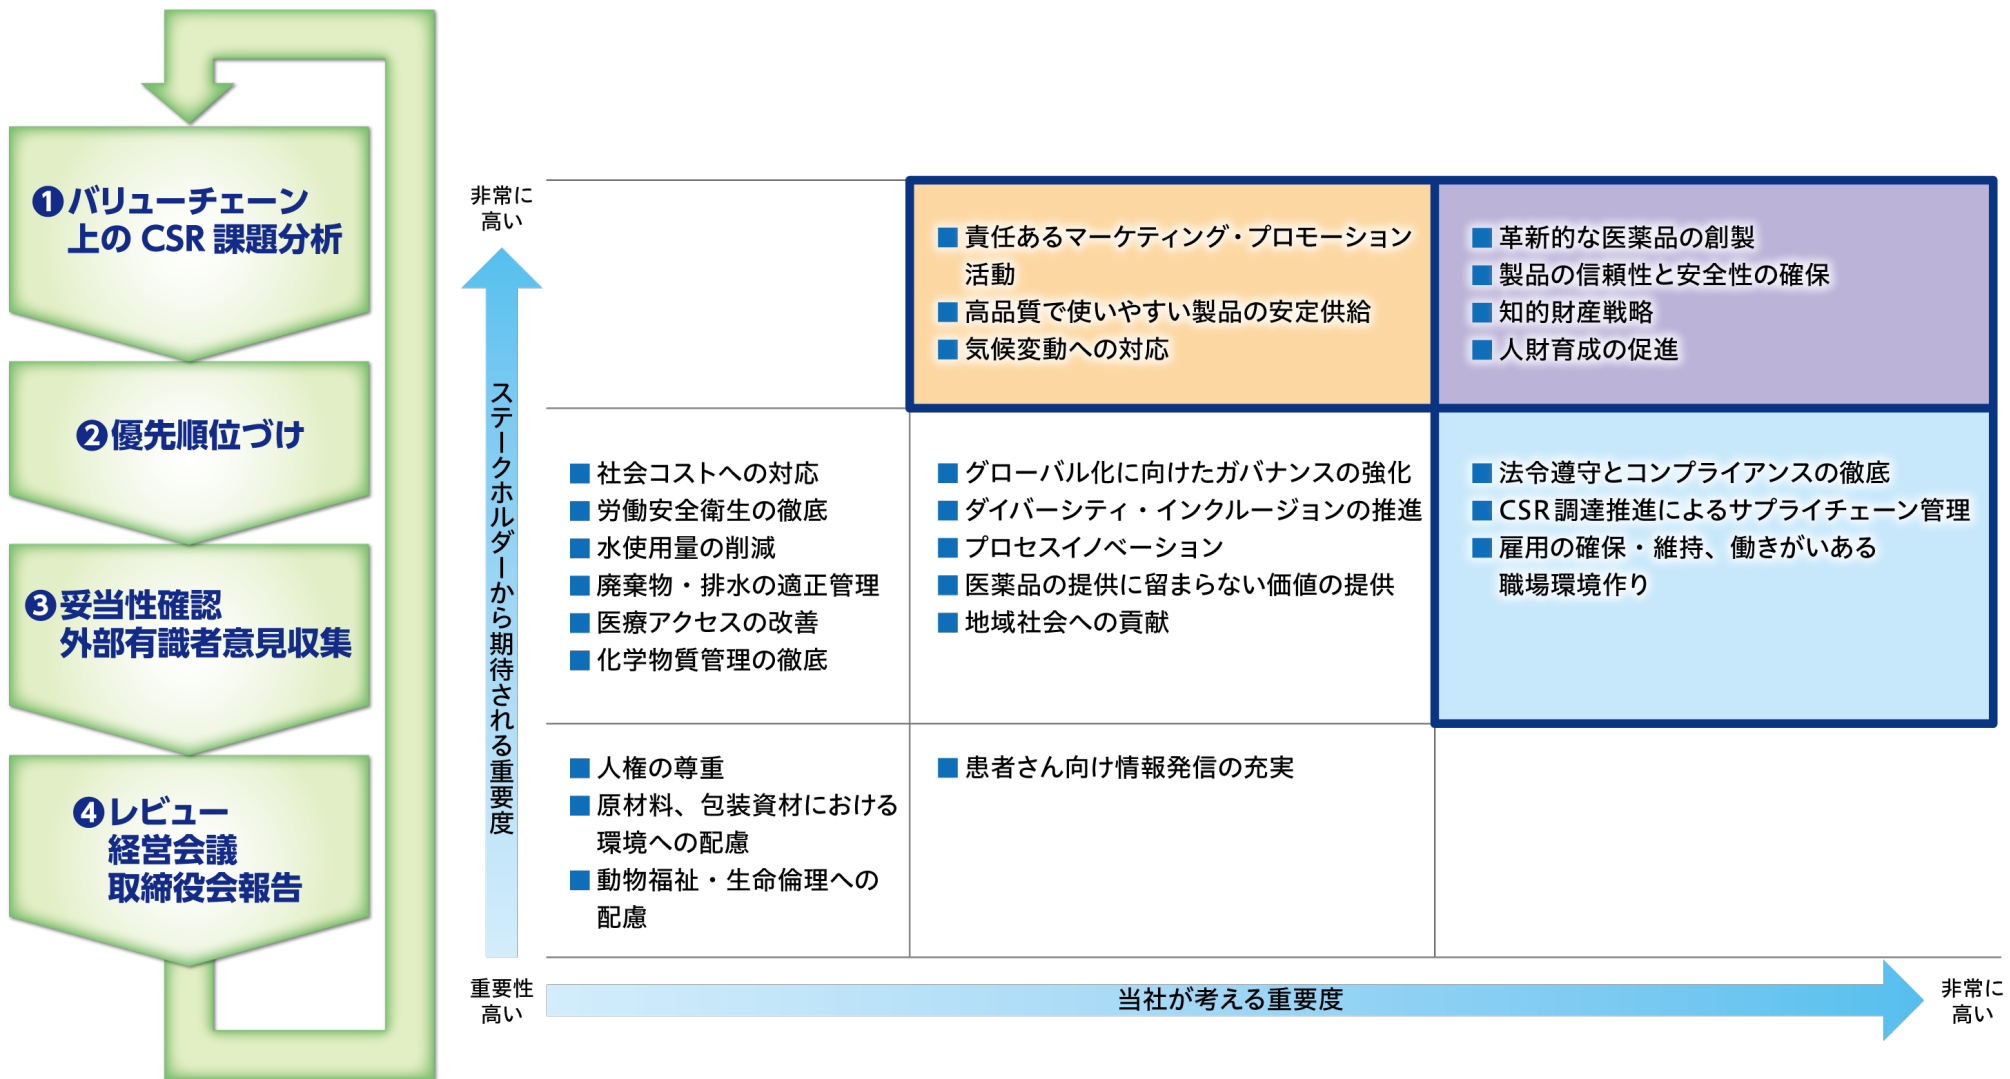 ❶バリューチェーン
上の CSR 課題分析
❷優先順位づけ
❸妥当性確認
外部有識者意見収集
❹レビュー
経営会議
取締役会報告
非常に
高い
ステークホルダーから期待される重要度
重要性
高い
■責任あるマーケティング・プロモーション
活動
■高品質で使いやすい製品の安定供給
■気候変動への対応
■革新的な医薬品の創製
■製品の信頼性と安全性の確保
■知的財産戦略
■人財育成の促進
■社会コストへの対応
■労働安全衛生の徹底
■水使用量の削減
■廃棄物・排水の適正管理
■医療アクセスの改善
■化学物質管理の徹底
■グローバル化に向けたガバナンスの強化
■ダイバーシティ・インクルージョンの推進
■プロセスイノベーション
■医薬品の提供に留まらない価値の提供
■地域社会への貢献
■法令遵守とコンプライアンスの徹底
■CSR調達推進によるサプライチェーン管理
■雇用の確保・維持、働きがいある
職場環境作り
■人権の尊重
■原材料、包装資材における
環境への配慮
■動物福祉・生命倫理への
配慮
■患者さん向け情報発信の充実
当社が考える重要度
非常に
高い